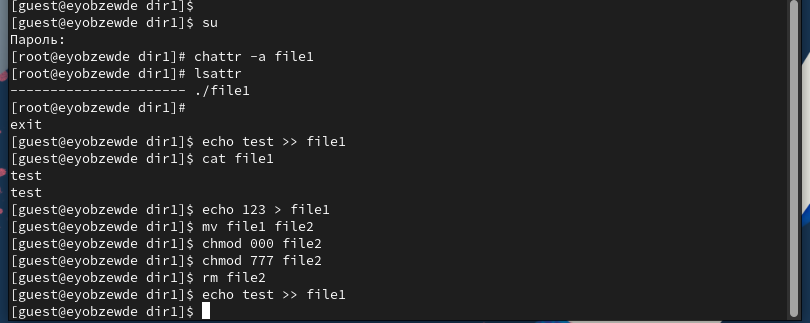 [guest@eyobzewde dir1]$
[guest@eyobzewde dir1]$ su
Пароль:
[root@eyobzewde dir1]# chattr -a file1
[root@eyobzewde dir1]# lsattr
---------------------- ./file1
[root@eyobzewde dir1]#
exit
[guest@eyobzewde dir1]$ echo test >> file1
[guest@eyobzewde dir1]$ cat file1
test
test
[guest@eyobzewde dir1]$ echo 123 > file1
[guest@eyobzewde dir1]$ mv file1 file2
[guest@eyobzewde dir1]$ chmod 000 file2
[guest@eyobzewde dir1]$ chmod 777 file2
[guest@eyobzewde dir1]$ rm file2
[guest@eyobzewde dir1]$ echo test >> file1
[guest@eyobzewde dir1]$